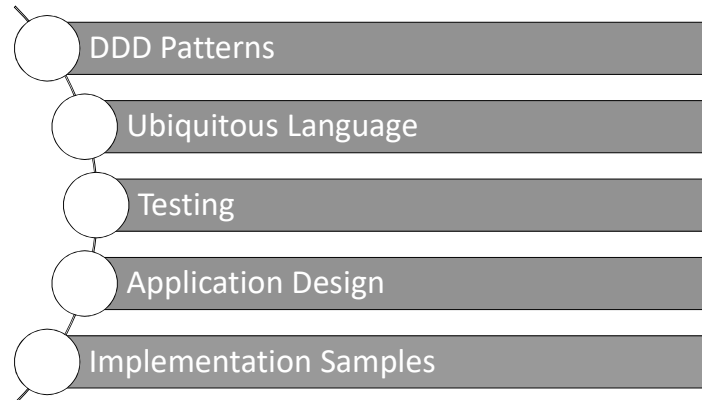 DDD Patterns
Ubiquitous Language
Testing
Application Design
Implementation Samples